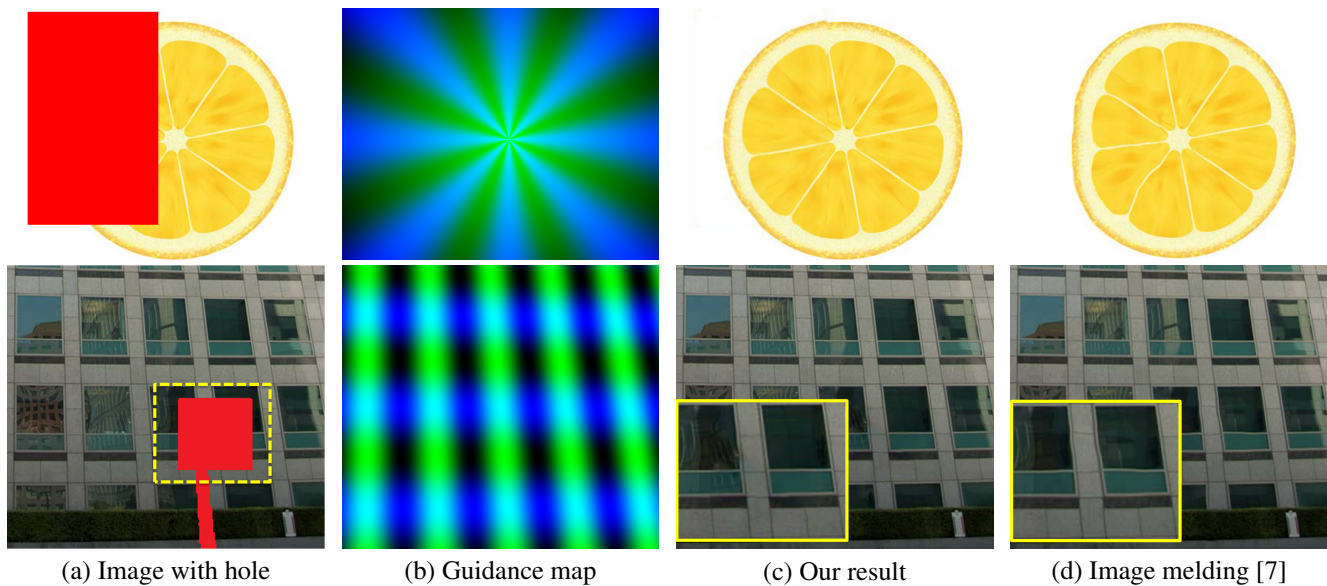 (a) Image with hole
(b) Guidance map
(c) Our result
(d) Image melding [7]